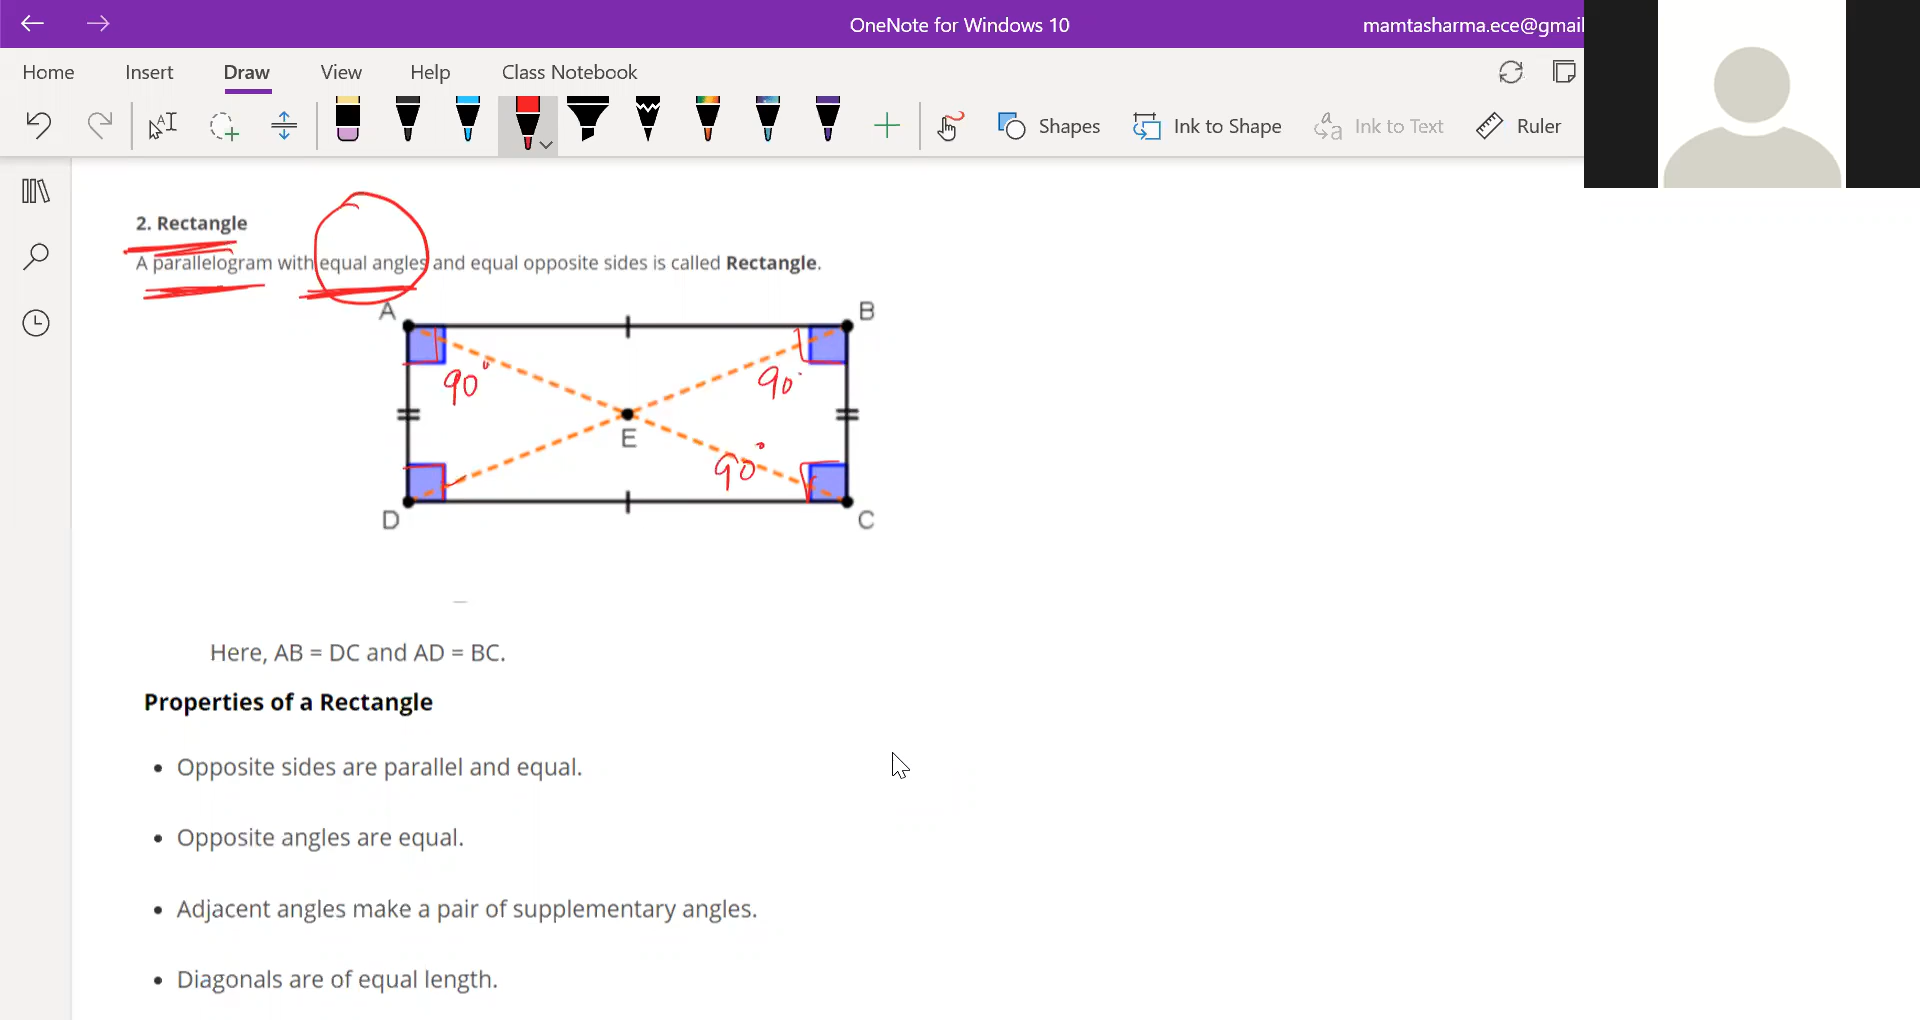 OneNote for Windows 10
mamtasharma.ece@gmail
Home Insert Draw View Help Class Notebook
Shapes Ink to Shape Ink to Text Ruler
2. Rectangle
A parallelogram with equal angles and equal opposite sides is called Rectangle.
A B
90° 90°
E
90°
D C
Here, AB = DC and AD = BC.
Properties of a Rectangle
• Opposite sides are parallel and equal.
• Opposite angles are equal.
• Adjacent angles make a pair of supplementary angles.
• Diagonals are of equal length.